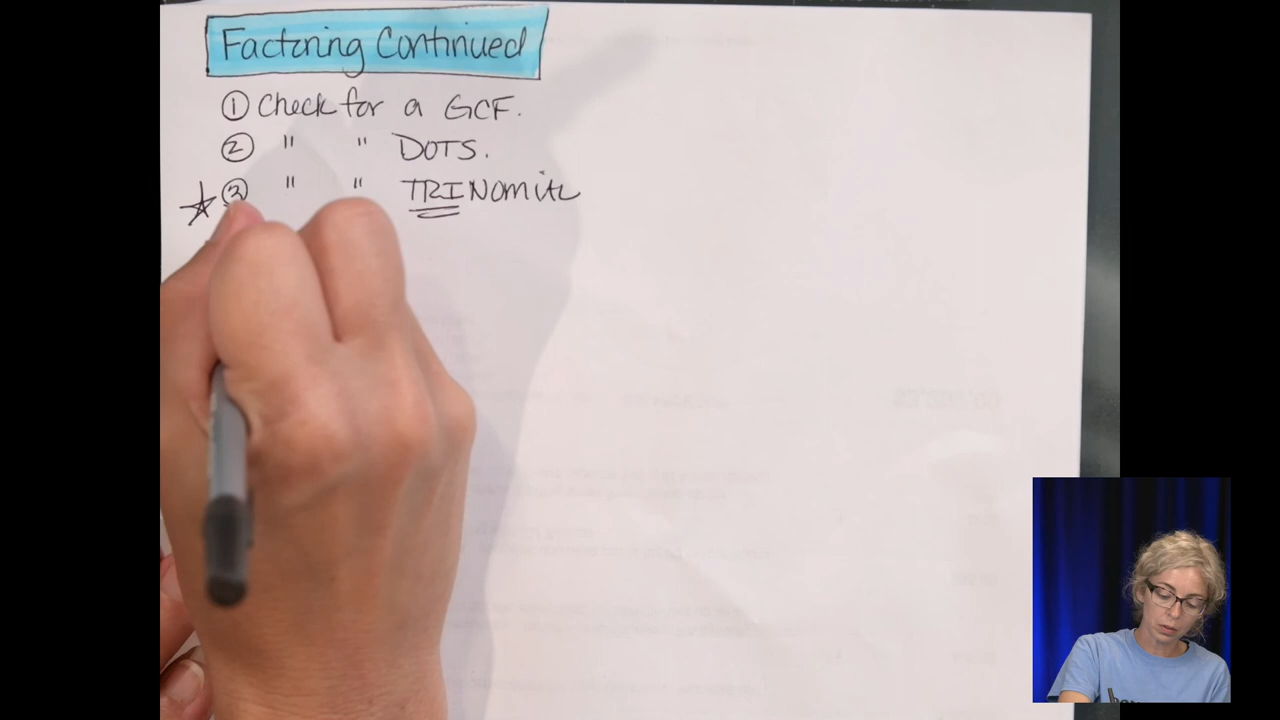 Factoring Continued
① Check for a GCF.
② " " DOTS.
③ " " TRINOMIAL